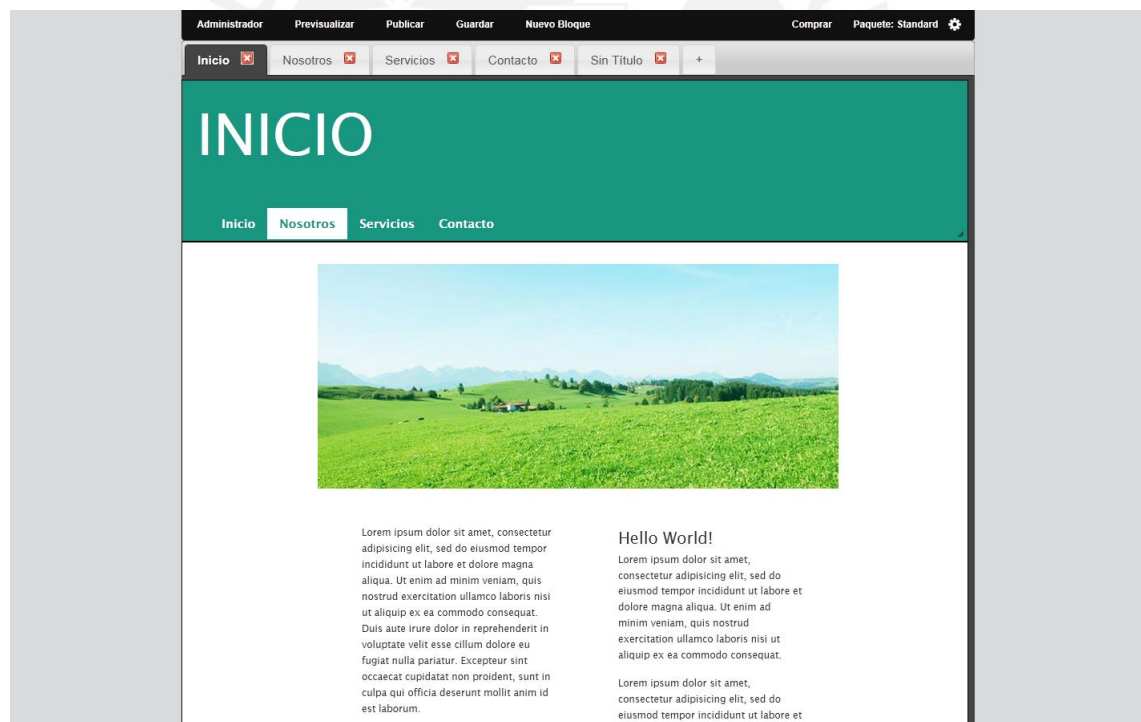 Administrador Previsualizar Publicar Guardar Nuevo Bloque Comprar Paquete: Standard
Inicio Nosotros Servicios Contacto Sin Título +
INICIO
Inicio Nosotros Servicios Contacto
Lorem ipsum dolor sit amet, consectetur
adipisicing elit, sed do eiusmod tempor
incididunt ut labore et dolore magna
aliqua. Ut enim ad minim veniam, quis
nostrud exercitation ullamco laboris nisi
ut aliquip ex ea commodo consequat.
Duis aute irure dolor in reprehenderit in
voluptate velit esse cillum dolore eu
fugiat nulla pariatur. Excepteur sint
occaecat cupidatat non proident, sunt in
culpa qui officia deserunt mollit anim id
est laborum.
Hello World!
Lorem ipsum dolor sit amet,
consectetur adipisicing elit, sed do
eiusmod tempor incididunt ut labore et
dolore magna aliqua. Ut enim ad
minim veniam, quis nostrud
exercitation ullamco laboris nisi ut
aliquip ex ea commodo consequat.
Lorem ipsum dolor sit amet,
consectetur adipisicing elit, sed do
eiusmod tempor incididunt ut labore et